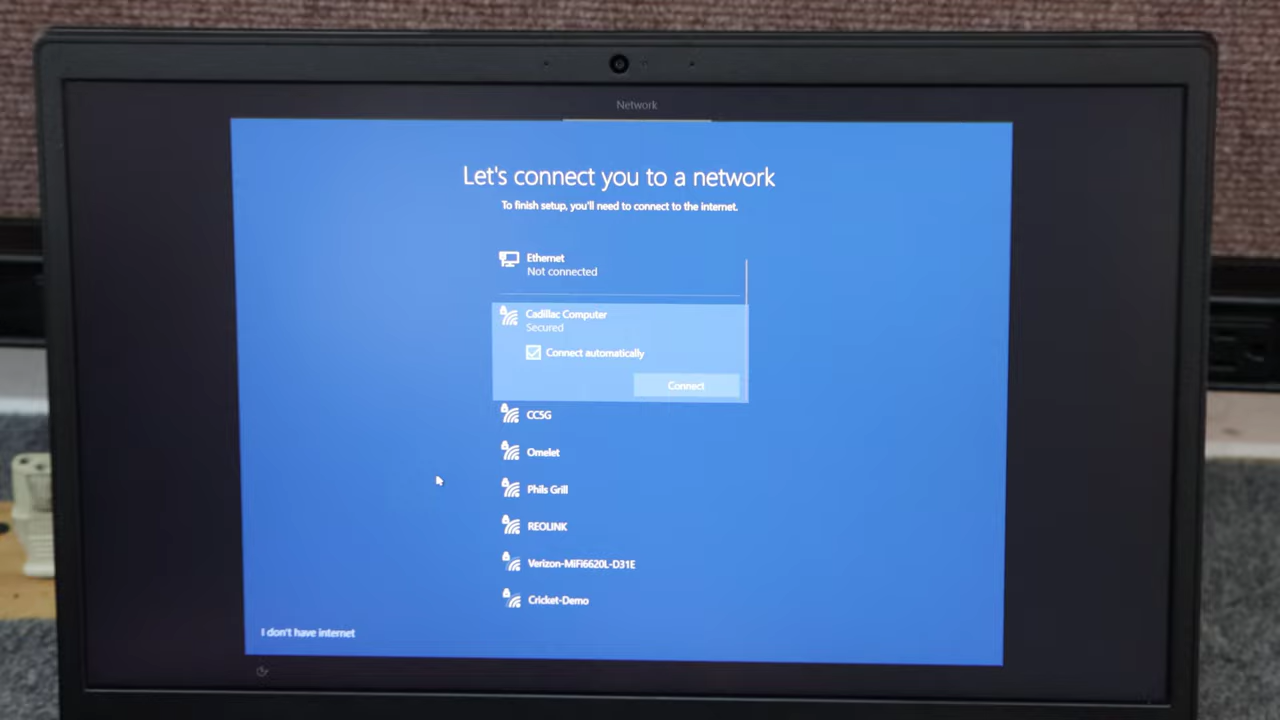 Network
Let's connect you to a network
To finish setup, you'll need to connect to the internet.
Ethernet
Not connected
Cadillac Computer
Secured
Connect automatically
Connect
CC5G
Omelet
Phils Grill
REOLINK
Verizon-MiFi6620L-D31E
Cricket-Demo
I don't have internet